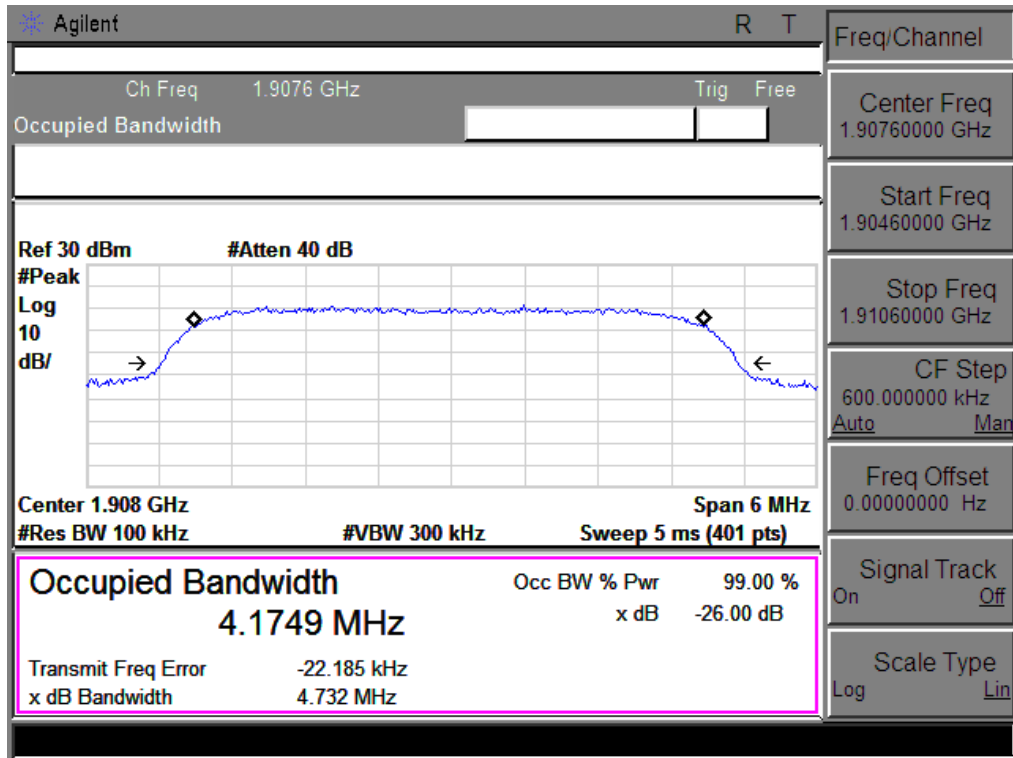 Agilent R T
Ch Freq 1.9076 GHz Trig Free
Occupied Bandwidth
Ref 30 dBm #Atten 40 dB
#Peak
Log
10
dB/
Center 1.908 GHz Span 6 MHz
#Res BW 100 kHz #VBW 300 kHz Sweep 5 ms (401 pts)
Occupied Bandwidth Occ BW % Pwr 99.00 %
4.1749 MHz x dB -26.00 dB
Transmit Freq Error -22.185 kHz
x dB Bandwidth 4.732 MHz
Freq/Channel
Center Freq
1.90760000 GHz
Start Freq
1.90460000 GHz
Stop Freq
1.91060000 GHz
CF Step
600.000000 kHz
Auto Man
Freq Offset
0.00000000 Hz
Signal Track
On Off
Scale Type
Log Lin